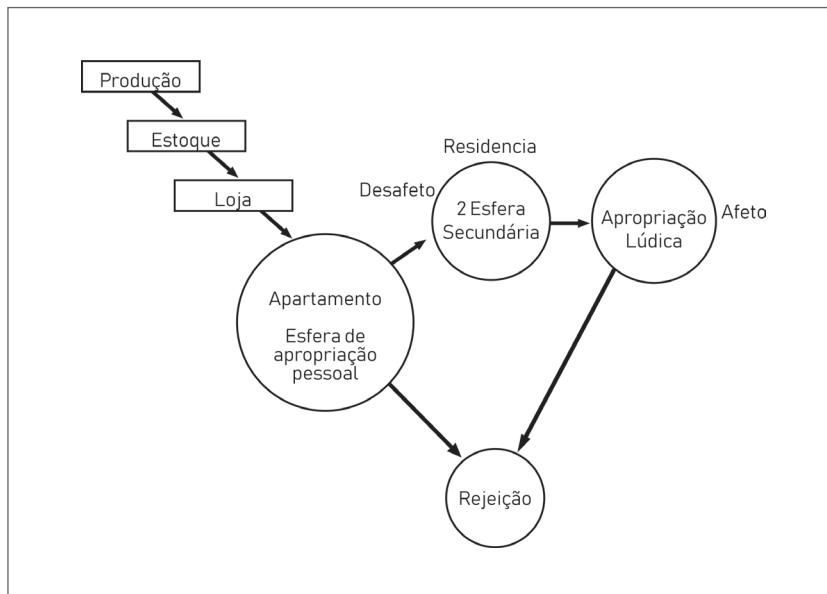 Produção
Estoque
Loja
Residencia
Desafeto
2 Esfera
Secundária
Apropriação
Lúdica
Afeto
Apartamento
Esfera de
apropriação
pessoal
Rejeição